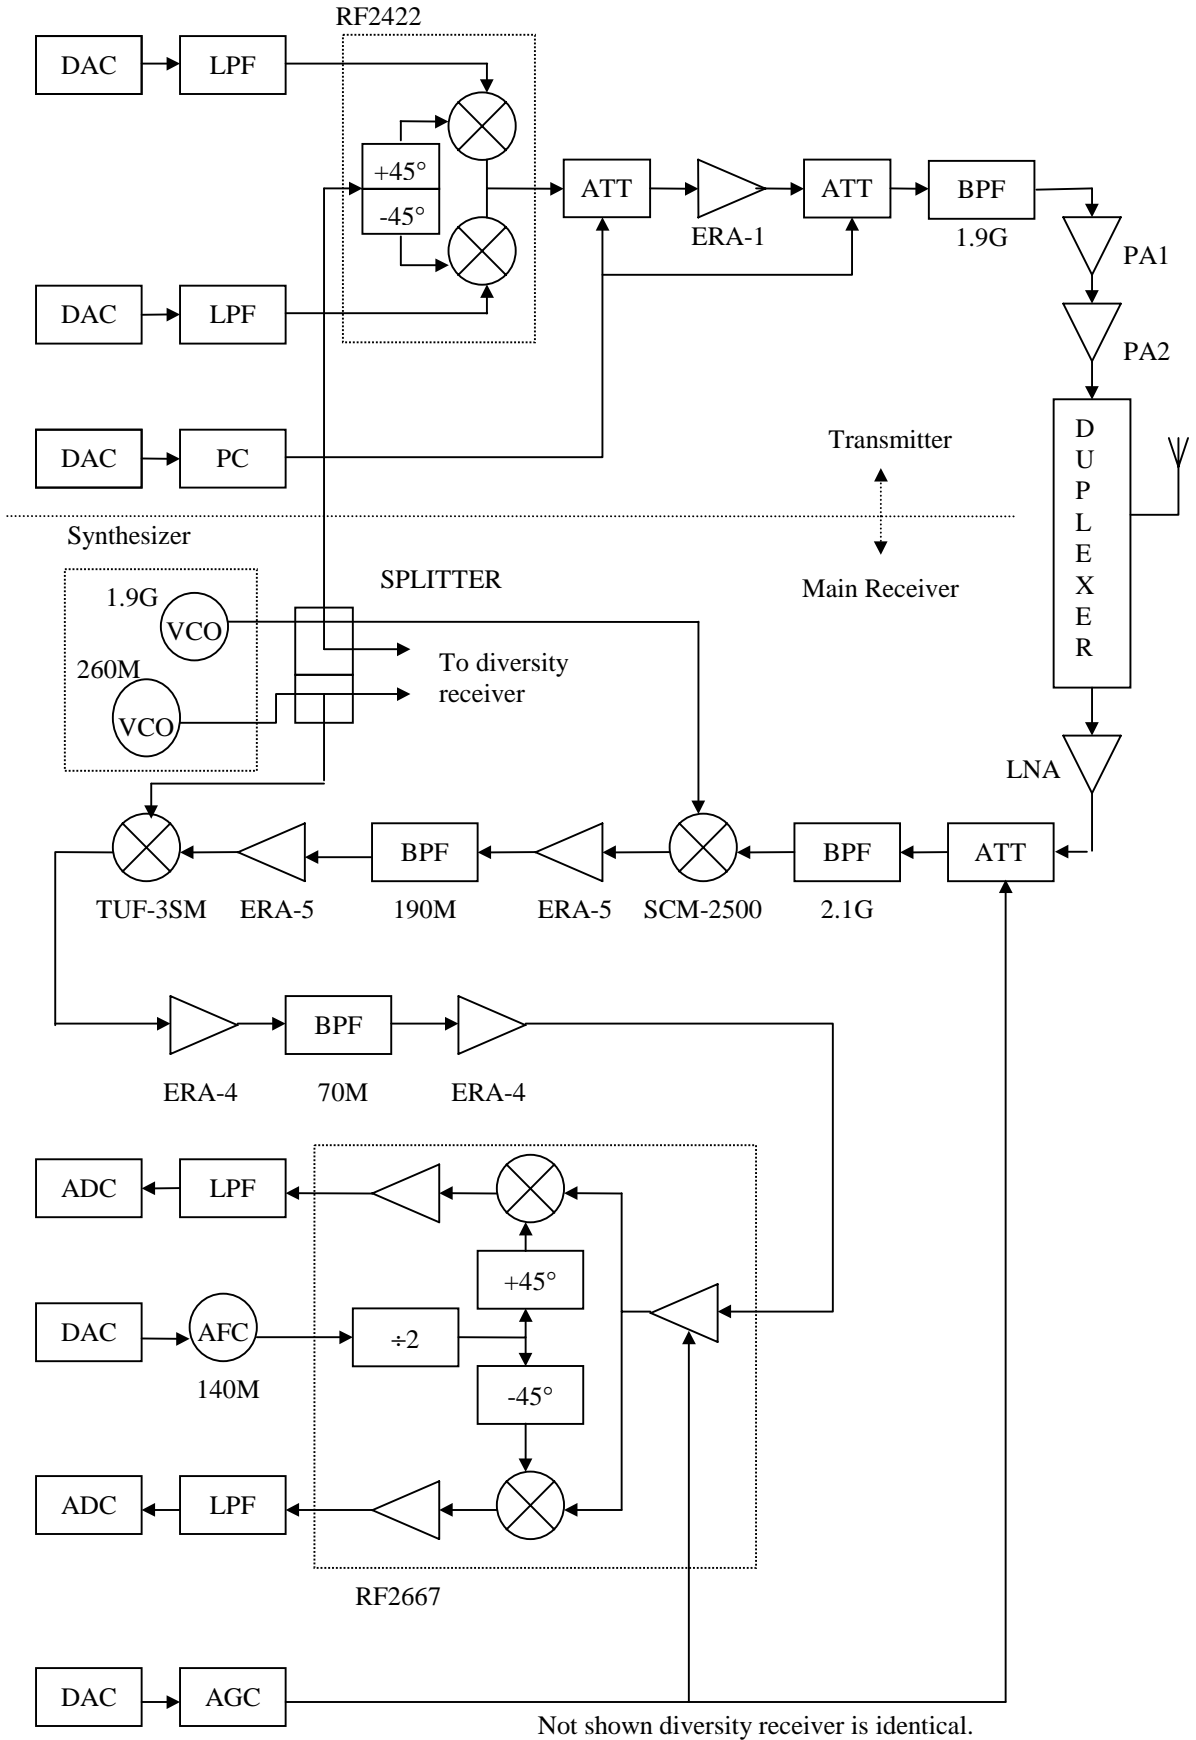 RF2422
DAC
LPF
+45°
-45°
ATT
ERA-1
ATT
BPF
1.9G
PA1
PA2
DAC
LPF
DAC
PC
Transmitter
Main Receiver
DUPLEXER
Synthesizer
SPLITTER
1.9G
VCO
260M
VCO
To diversity
receiver
LNA
BPF
BPF
ATT
TUF-3SM
ERA-5
190M
ERA-5
SCM-2500
2.1G
BPF
ERA-4
70M
ERA-4
ADC
LPF
+45°
DAC
AFC
÷2
140M
-45°
ADC
LPF
RF2667
DAC
AGC
Not shown diversity receiver is identical.